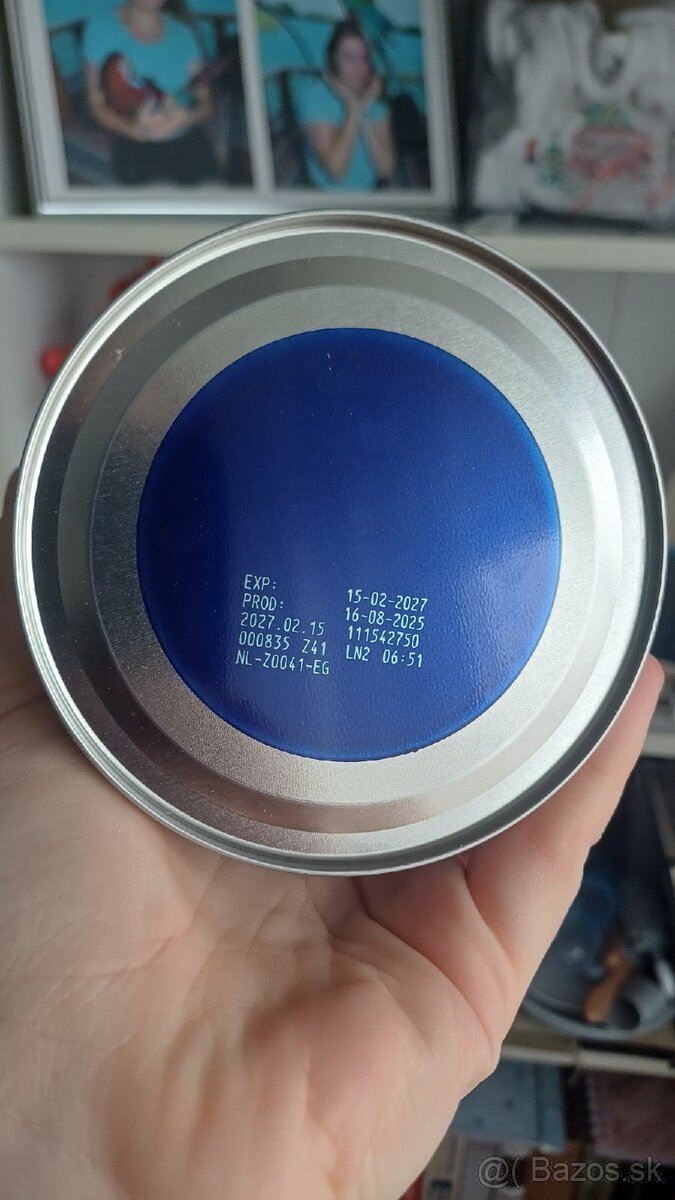 EXP: 15-02-2027
PROD: 16-08-2025
2027.02.15 111542750
000835 Z41 LN2 06:51
NL-Z0041-EG
@( Bazos.sk